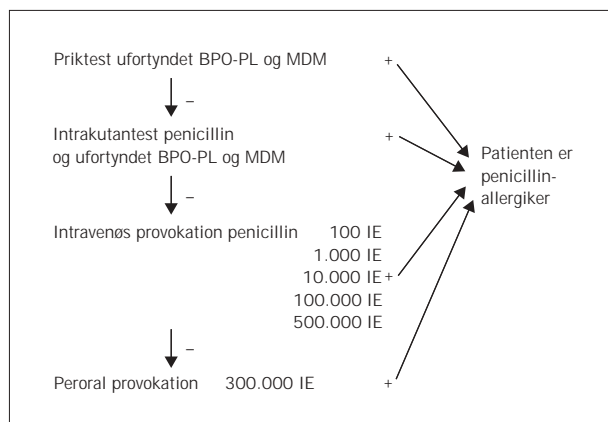 Priktest ufortyndet BPO-PL og MDM +
–
Intrakutantest penicillin +
og ufortyndet BPO-PL og MDM
Patienten er
penicillin-
allergiker
–
Intravenøs provokation penicillin 100 IE
1.000 IE
10.000 IE +
100.000 IE
500.000 IE
–
Peroral provokation 300.000 IE +